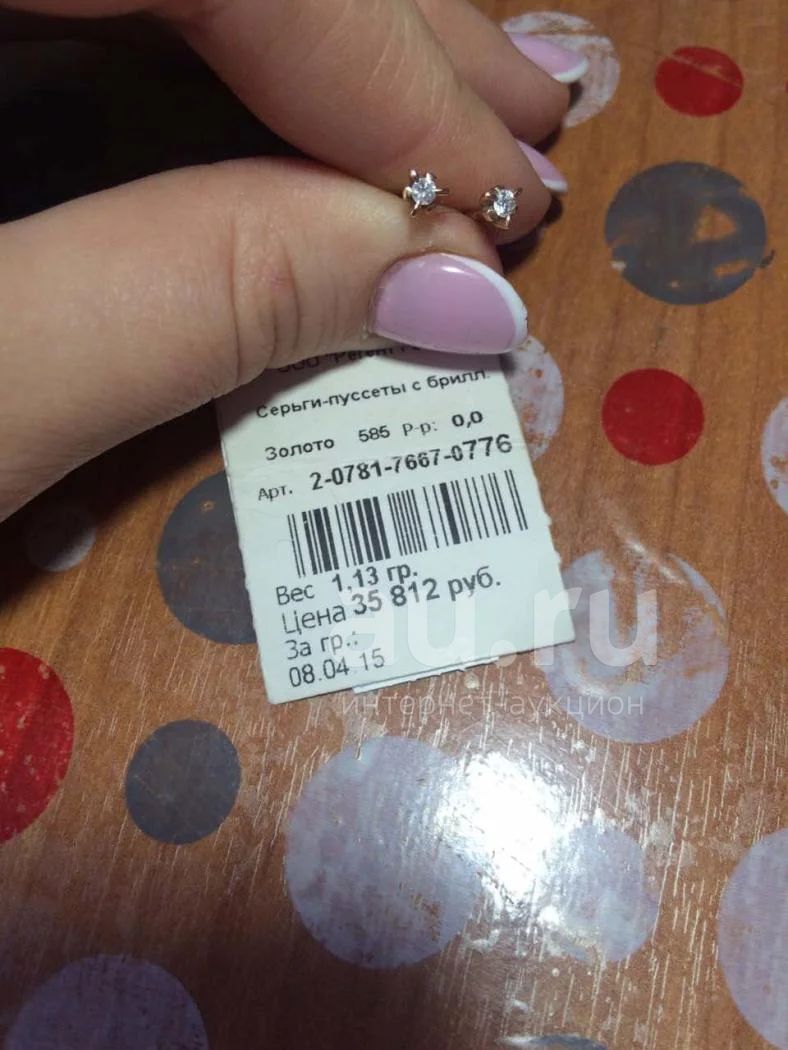 ООО
Серьги-пуссеты с брилл.
Золото 585 Р-р: 0,0
Арт. 2-0781-7667-0776
Вес 1,13 гр.
Цена 35 812 руб.
За гр.:
08.04.15
au.ru
интернет-аукцион